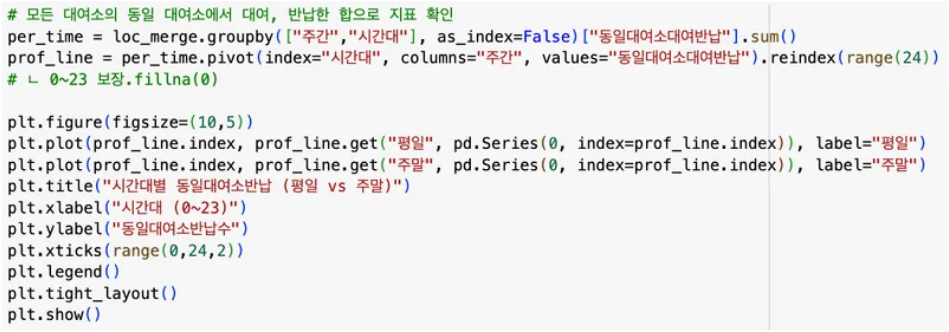 # 모든 대여소의 동일 대여소에서 대여, 반납한 합으로 지표 확인
per_time = loc_merge.groupby(["주간","시간대"], as_index=False)["동일대여소대여반납"].sum()
prof_line = per_time.pivot(index="시간대", columns="주간", values="동일대여소대여반납").reindex(range(24))
# ㄴ 0~23 보장.fillna(0)
plt.figure(figsize=(10,5))
plt.plot(prof_line.index, prof_line.get("평일", pd.Series(0, index=prof_line.index)), label="평일")
plt.plot(prof_line.index, prof_line.get("주말", pd.Series(0, index=prof_line.index)), label="주말")
plt.title("시간대별 동일대여소반납 (평일 vs 주말)")
plt.xlabel("시간대 (0~23)")
plt.ylabel("동일대여소반납수")
plt.xticks(range(0,24,2))
plt.legend()
plt.tight_layout()
plt.show()